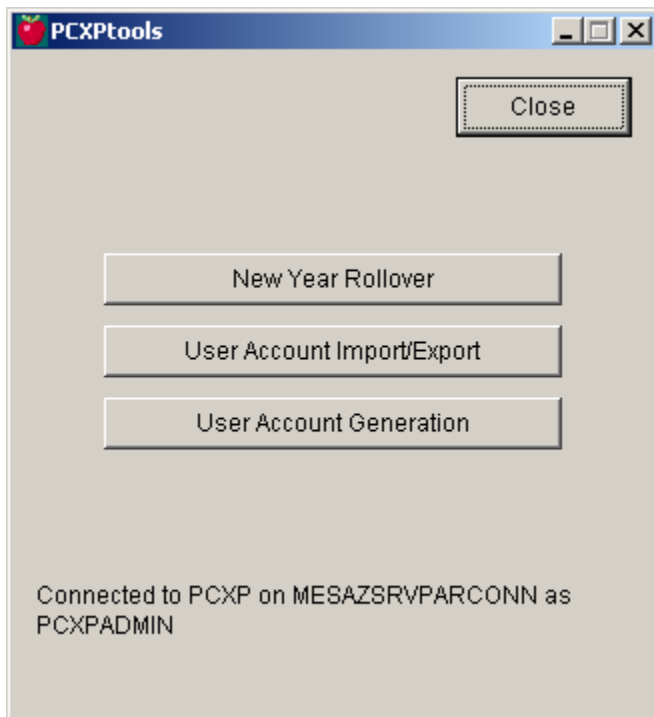 PCXPtools
Close
New Year Rollover
User Account Import/Export
User Account Generation
Connected to PCXP on MESAZSRVPARCONN as
PCXPADMIN